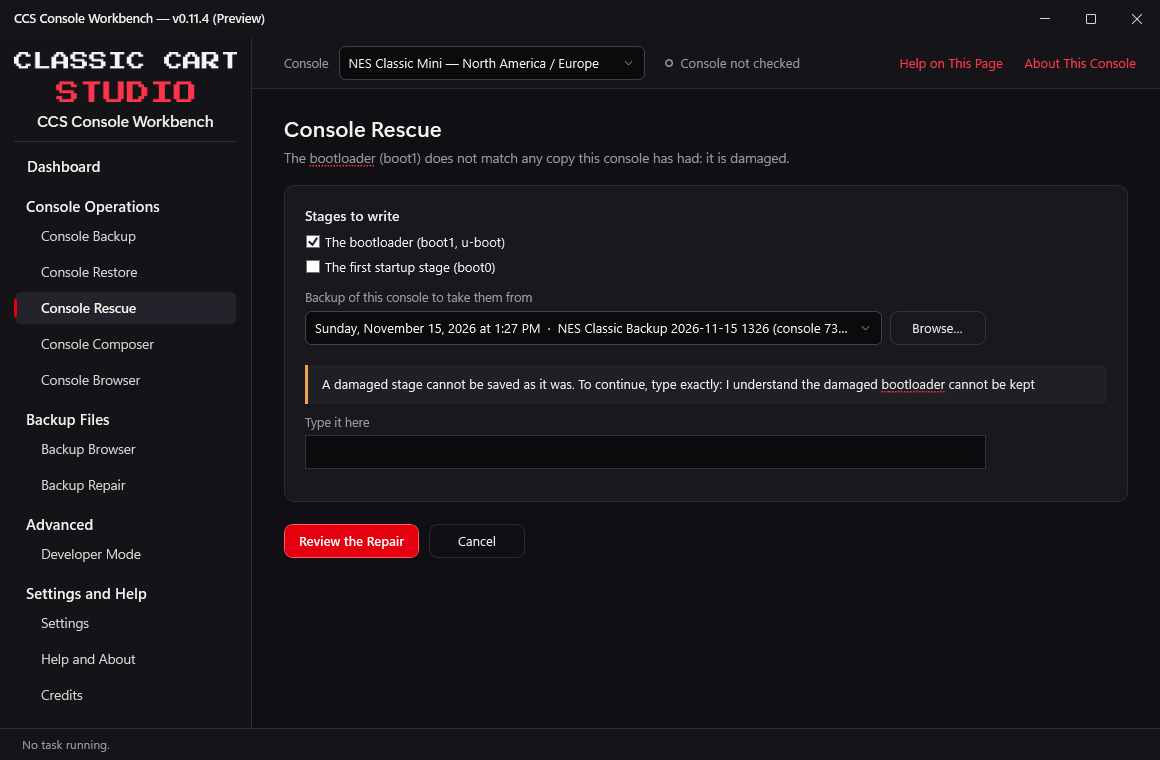 CCS Console Workbench — v0.11.4 (Preview)
CLASSIC CART
STUDIO
CCS Console Workbench
Dashboard
Console Operations
Console Backup
Console Restore
Console Rescue
Console Composer
Console Browser
Backup Files
Backup Browser
Backup Repair
Advanced
Developer Mode
Settings and Help
Settings
Help and About
Credits
Console NES Classic Mini — North America / Europe Console not checked Help on This Page About This Console
Console Rescue
The bootloader (boot1) does not match any copy this console has had: it is damaged.
Stages to write
The bootloader (boot1, u-boot)
The first startup stage (boot0)
Backup of this console to take them from
Sunday, November 15, 2026 at 1:27 PM · NES Classic Backup 2026-11-15 1326 (console 73... Browse...
A damaged stage cannot be saved as it was. To continue, type exactly: I understand the damaged bootloader cannot be kept
Type it here
Review the Repair Cancel
No task running.